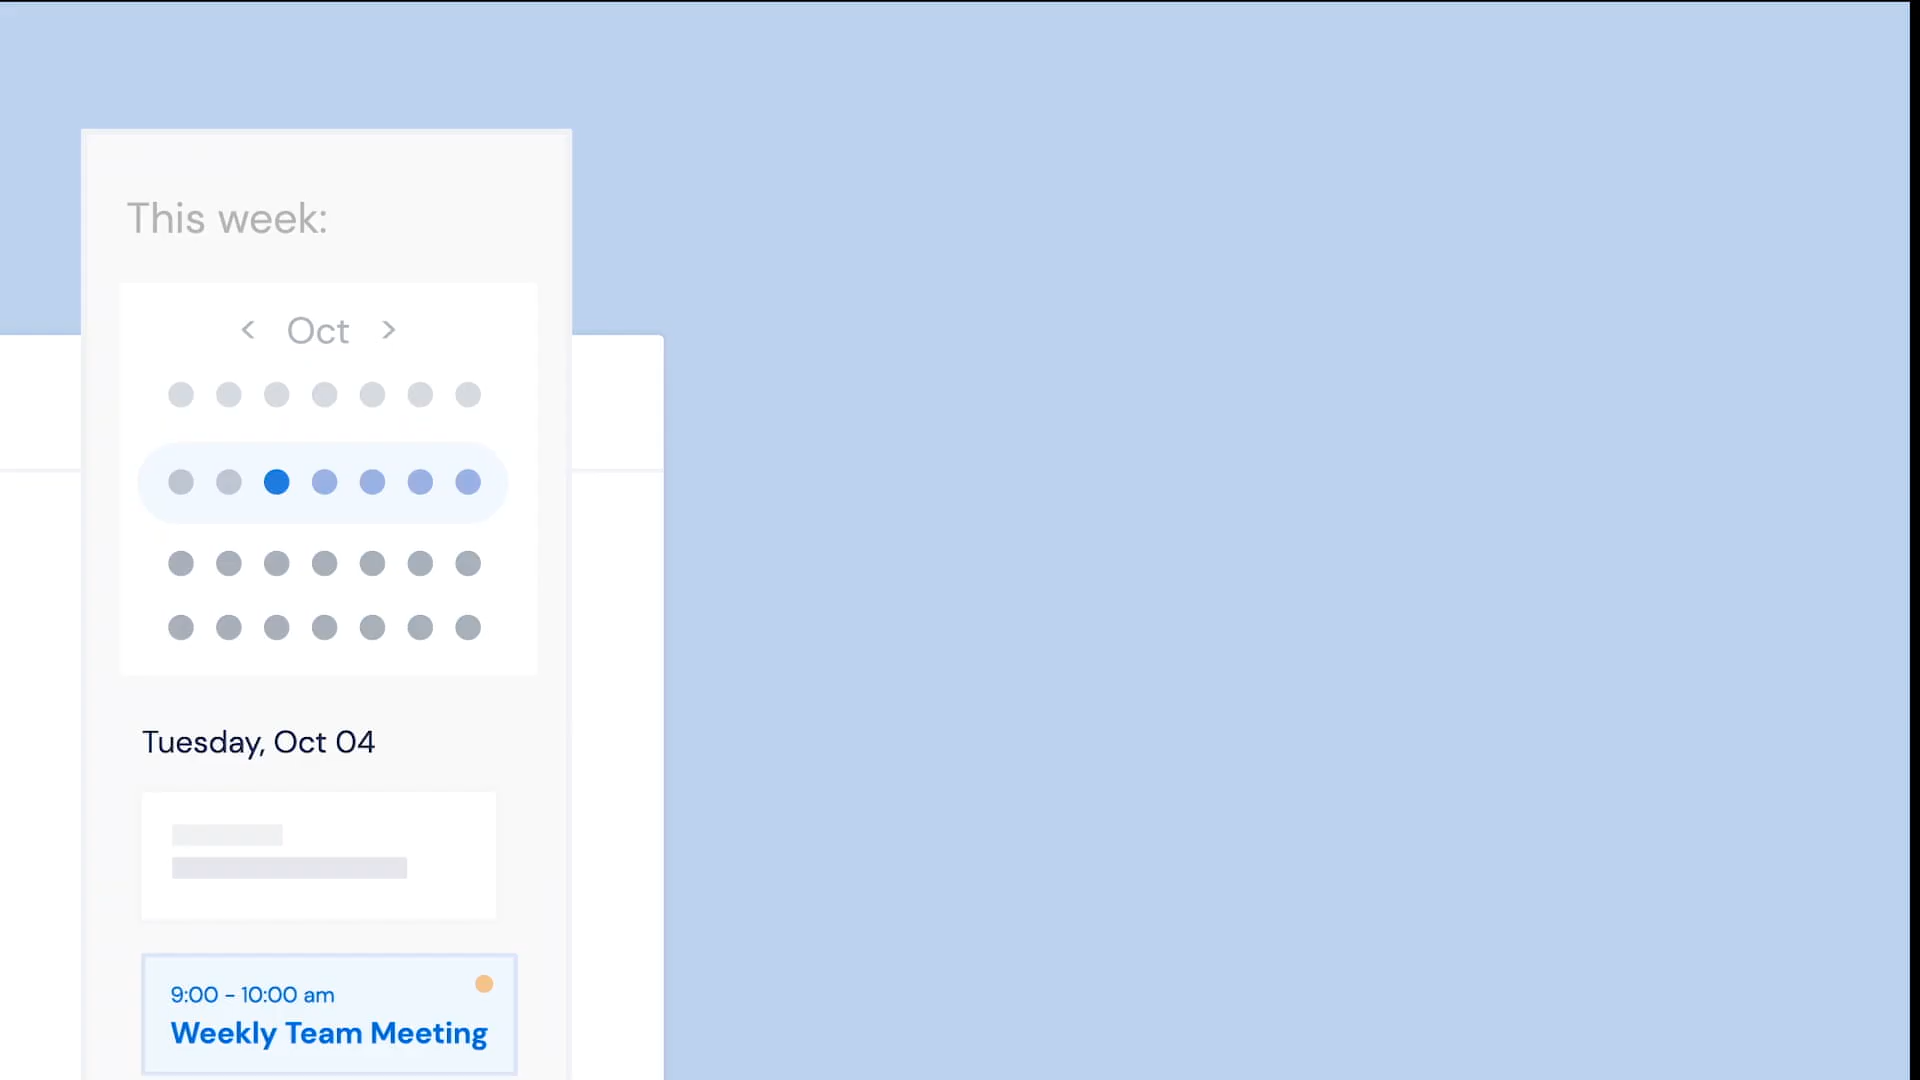 This week:
< Oct >
Tuesday, Oct 04
9:00 - 10:00 am
Weekly Team Meeting